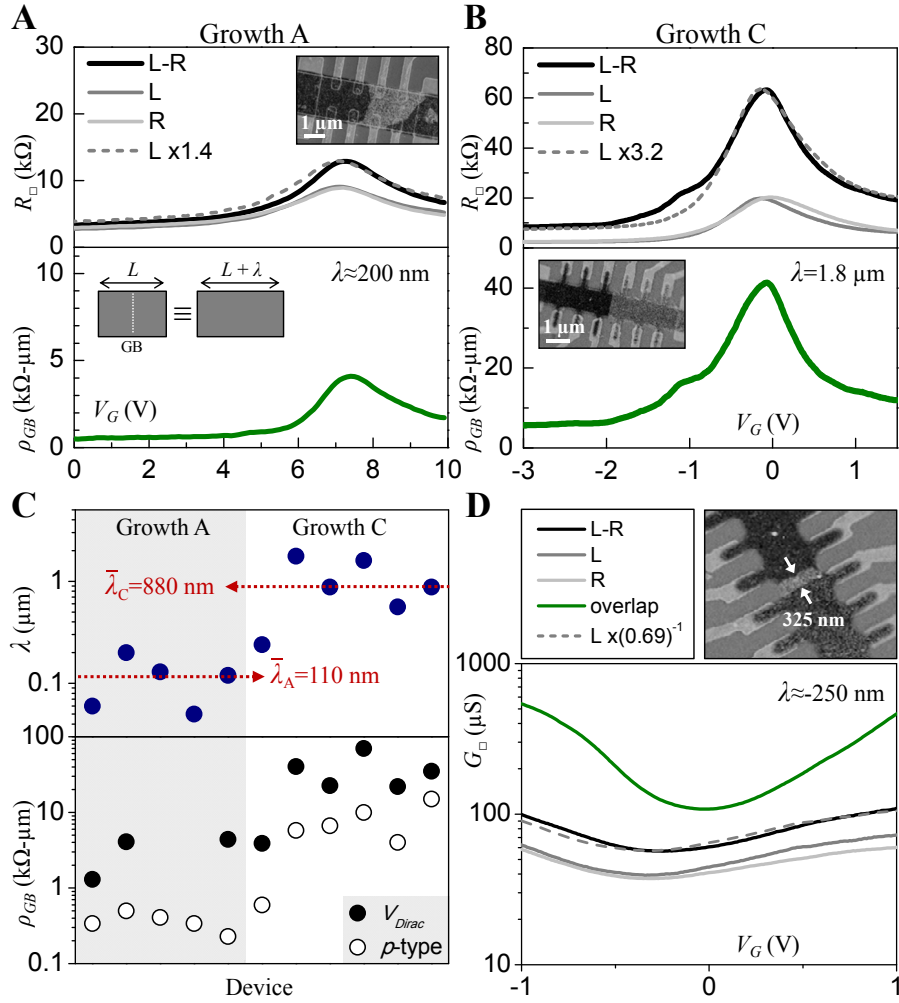 A
Growth A
30
20
10
0
R□ (kΩ)
L-R
L
R
L x1.4
1 μm
8
5
3
0
ρGB (kΩ-μm)
L
L + λ
≡
GB
λ≈200 nm
VG (V)
0 2 4 6 8 10
B
Growth C
80
60
40
20
0
R□ (kΩ)
L-R
L
R
L x3.2
40
20
0
ρGB (kΩ-μm)
1 μm
λ=1.8 μm
VG (V)
-3 -2 -1 0 1
C
Growth A
Growth C
1
0.1
λ (μm)
λ̅C=880 nm
λ̅A=110 nm
100
10
1
0.1
ρGB (kΩ-μm)
VDirac
p-type
Device
D
L-R
L
R
overlap
L x(0.69)⁻¹
325 nm
1000
100
10
G□ (μS)
λ≈-250 nm
VG (V)
-1 0 1